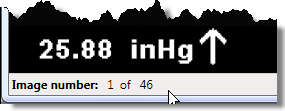 25.88 inHg ↑
Image number: 1 of 46